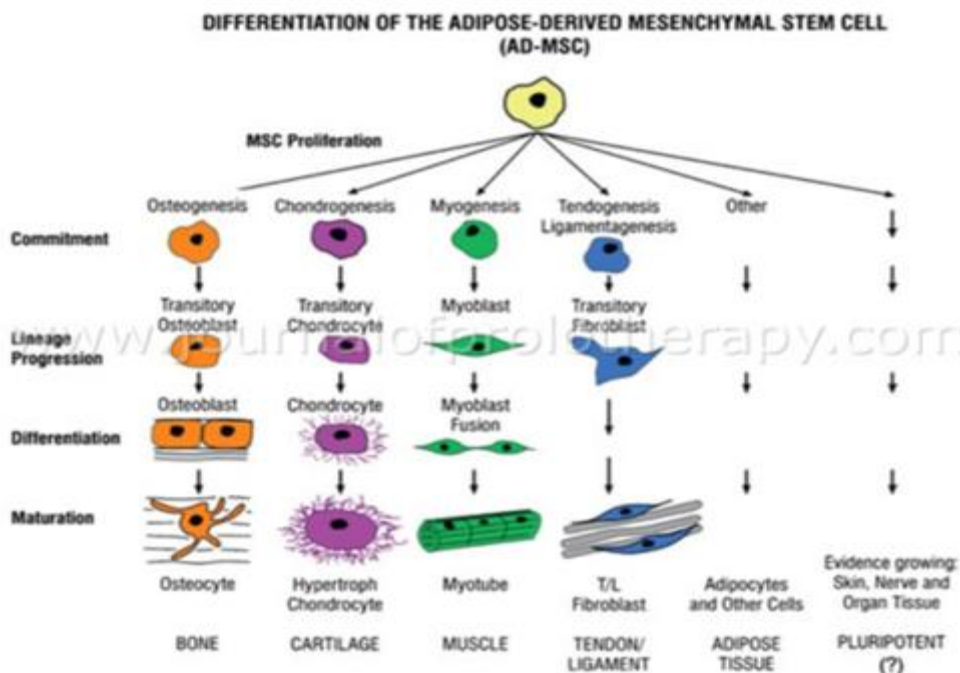 DIFFERENTIATION OF THE ADIPOSE-DERIVED MESENCHYMAL STEM CELL
(AD-MSC)
MSC Proliferation
Osteogenesis
Chondrogenesis
Myogenesis
Tendogenesis
Ligamentagenesis
Other
Commitment
Transitory
Osteoblast
Transitory
Chondrocyte
Myoblast
Transitory
Fibroblast
www.journalofprolotherapy.com
Lineage
Progression
Osteoblast
Chondrocyte
Myoblast
Fusion
Differentiation
Maturation
Osteocyte
Hypertroph
Chondrocyte
Myotube
T/L
Fibroblast
Adipocytes
and Other Cells
Evidence growing:
Skin, Nerve and
Organ Tissue
BONE
CARTILAGE
MUSCLE
TENDON/
LIGAMENT
ADIPOSE
TISSUE
PLURIPOTENT
(?)